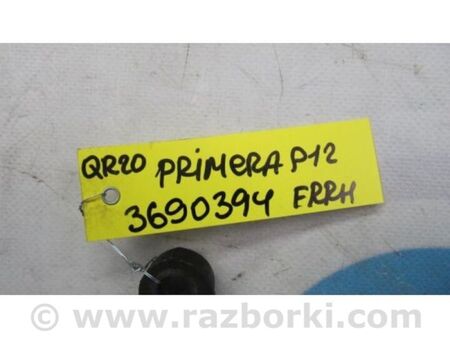 QR20 PRIMERA P12
3690394 FRRH
© www.razborki.com